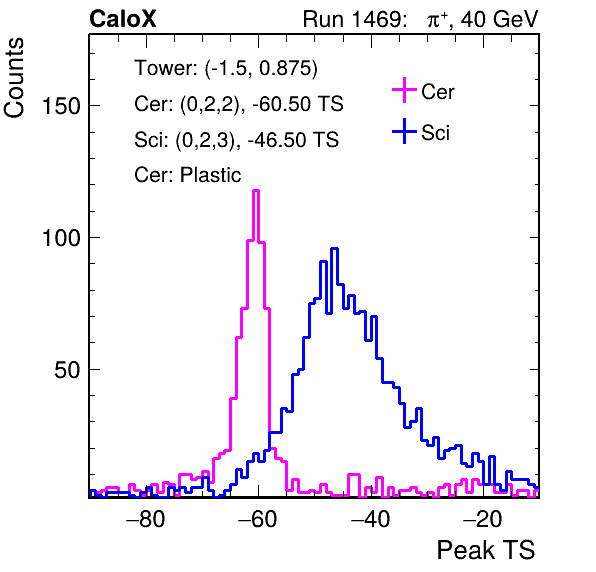 CaloX Run 1469: π⁺, 40 GeV
Counts
Tower: (-1.5, 0.875)
Cer: (0,2,2), -60.50 TS
Sci: (0,2,3), -46.50 TS
Cer: Plastic
Cer
Sci
150
100
50
−80 −60 −40 −20
Peak TS